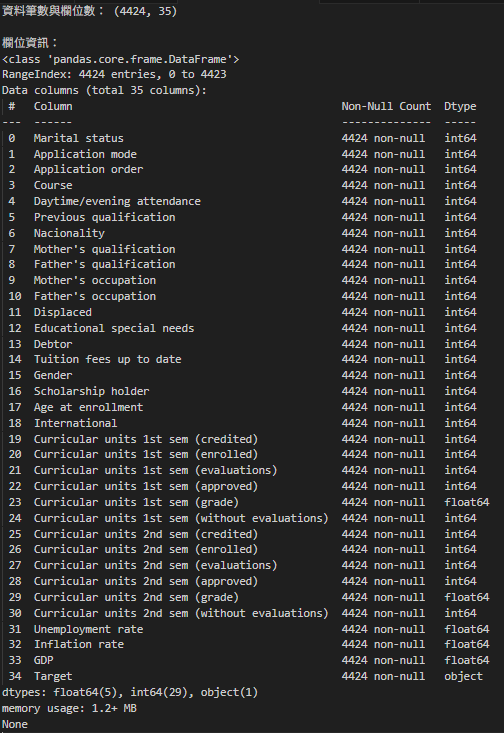 資料筆數與欄位數： (4424, 35)
欄位資訊：
<class 'pandas.core.frame.DataFrame'>
RangeIndex: 4424 entries, 0 to 4423
Data columns (total 35 columns):
 #   Column                                          Non-Null Count  Dtype
---  ------                                          --------------  -----
 0   Marital status                                  4424 non-null   int64
 1   Application mode                                4424 non-null   int64
 2   Application order                               4424 non-null   int64
 3   Course                                          4424 non-null   int64
 4   Daytime/evening attendance                      4424 non-null   int64
 5   Previous qualification                          4424 non-null   int64
 6   Nacionality                                     4424 non-null   int64
 7   Mother's qualification                          4424 non-null   int64
 8   Father's qualification                          4424 non-null   int64
 9   Mother's occupation                             4424 non-null   int64
 10  Father's occupation                             4424 non-null   int64
 11  Displaced                                       4424 non-null   int64
 12  Educational special needs                       4424 non-null   int64
 13  Debtor                                          4424 non-null   int64
 14  Tuition fees up to date                         4424 non-null   int64
 15  Gender                                          4424 non-null   int64
 16  Scholarship holder                              4424 non-null   int64
 17  Age at enrollment                               4424 non-null   int64
 18  International                                   4424 non-null   int64
 19  Curricular units 1st sem (credited)             4424 non-null   int64
 20  Curricular units 1st sem (enrolled)             4424 non-null   int64
 21  Curricular units 1st sem (evaluations)          4424 non-null   int64
 22  Curricular units 1st sem (approved)             4424 non-null   int64
 23  Curricular units 1st sem (grade)                4424 non-null   float64
 24  Curricular units 1st sem (without evaluations)  4424 non-null   int64
 25  Curricular units 2nd sem (credited)             4424 non-null   int64
 26  Curricular units 2nd sem (enrolled)             4424 non-null   int64
 27  Curricular units 2nd sem (evaluations)          4424 non-null   int64
 28  Curricular units 2nd sem (approved)             4424 non-null   int64
 29  Curricular units 2nd sem (grade)                4424 non-null   float64
 30  Curricular units 2nd sem (without evaluations)  4424 non-null   int64
 31  Unemployment rate                               4424 non-null   float64
 32  Inflation rate                                  4424 non-null   float64
 33  GDP                                             4424 non-null   float64
 34  Target                                          4424 non-null   object
dtypes: float64(5), int64(29), object(1)
memory usage: 1.2+ MB
None